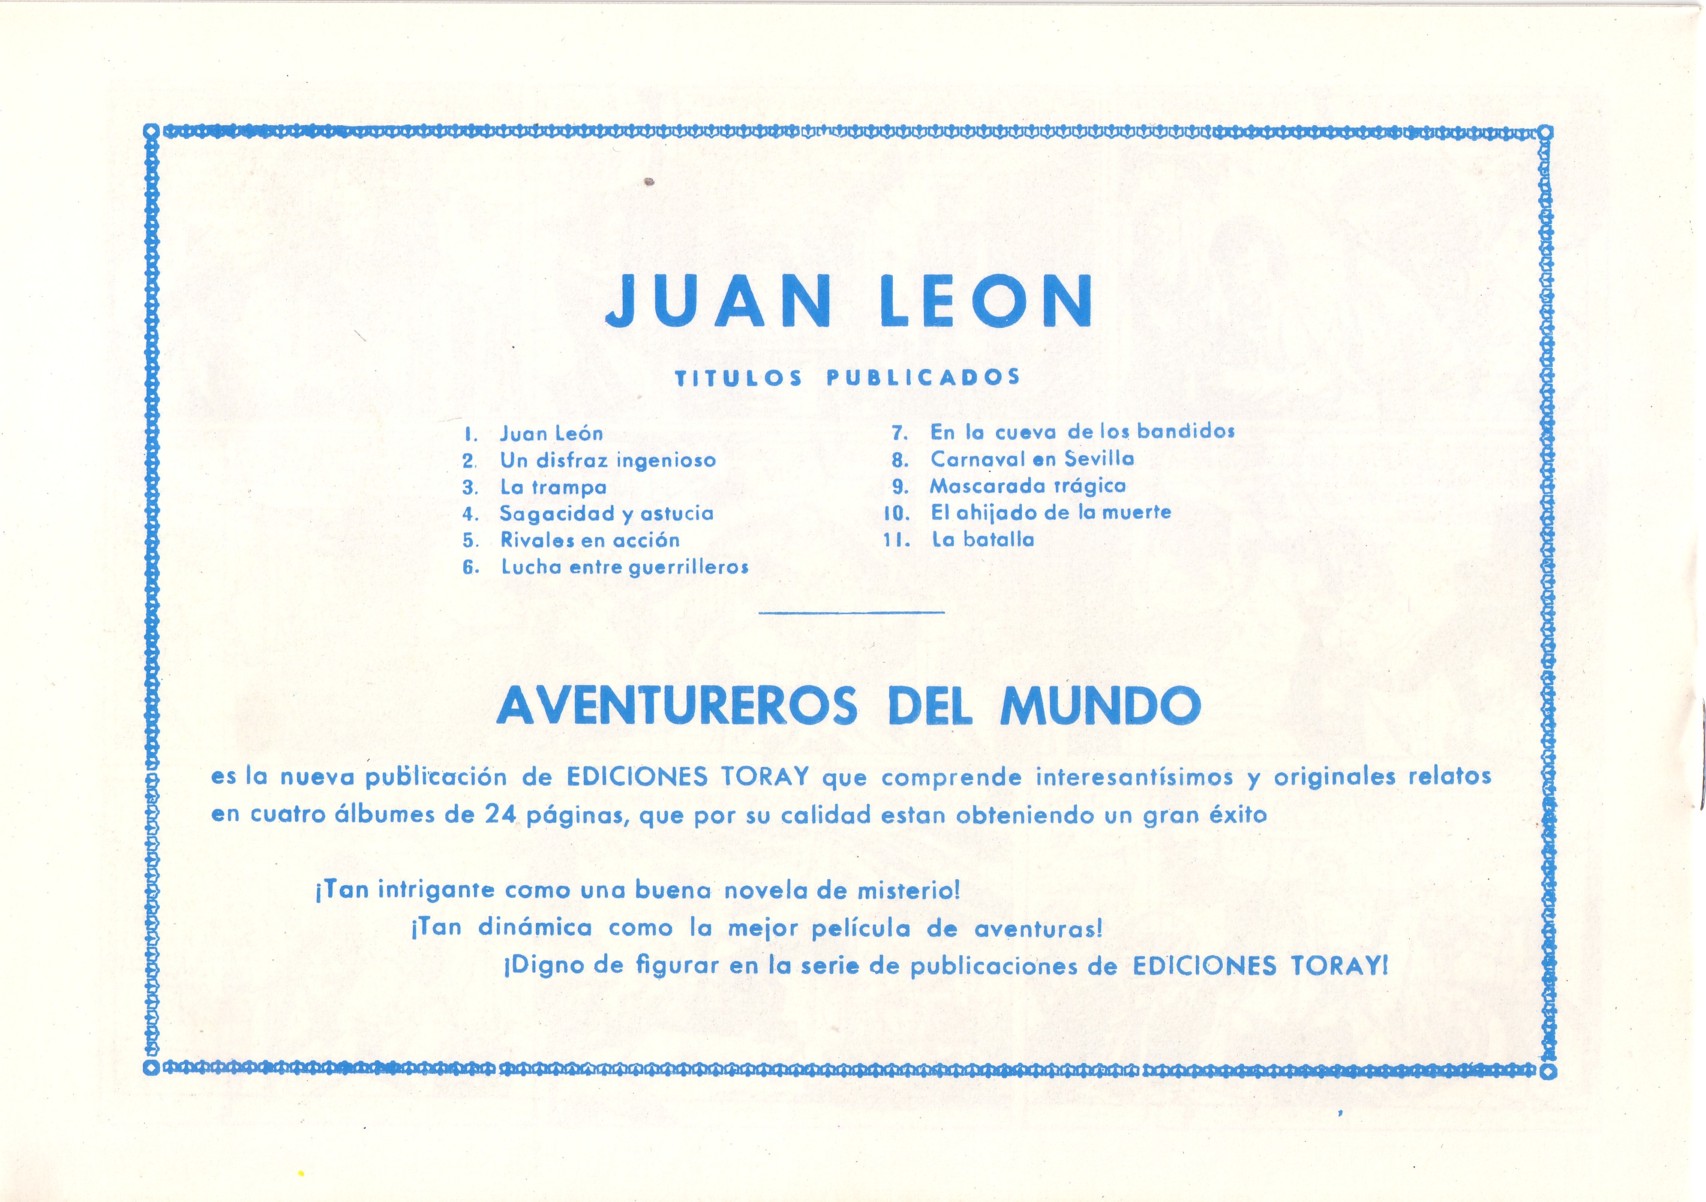 JUAN LEON
TITULOS PUBLICADOS
1. Juan León
2. Un disfraz ingenioso
3. La trampa
4. Sagacidad y astucia
5. Rivales en acción
6. Lucha entre guerrilleros
7. En la cueva de los bandidos
8. Carnaval en Sevilla
9. Mascarada trágica
10. El ahijado de la muerte
11. La batalla
AVENTUREROS DEL MUNDO
es la nueva publicación de EDICIONES TORAY que comprende interesantísimos y originales relatos
en cuatro álbumes de 24 páginas, que por su calidad estan obteniendo un gran éxito
¡Tan intrigante como una buena novela de misterio!
¡Tan dinámica como la mejor película de aventuras!
¡Digno de figurar en la serie de publicaciones de EDICIONES TORAY!